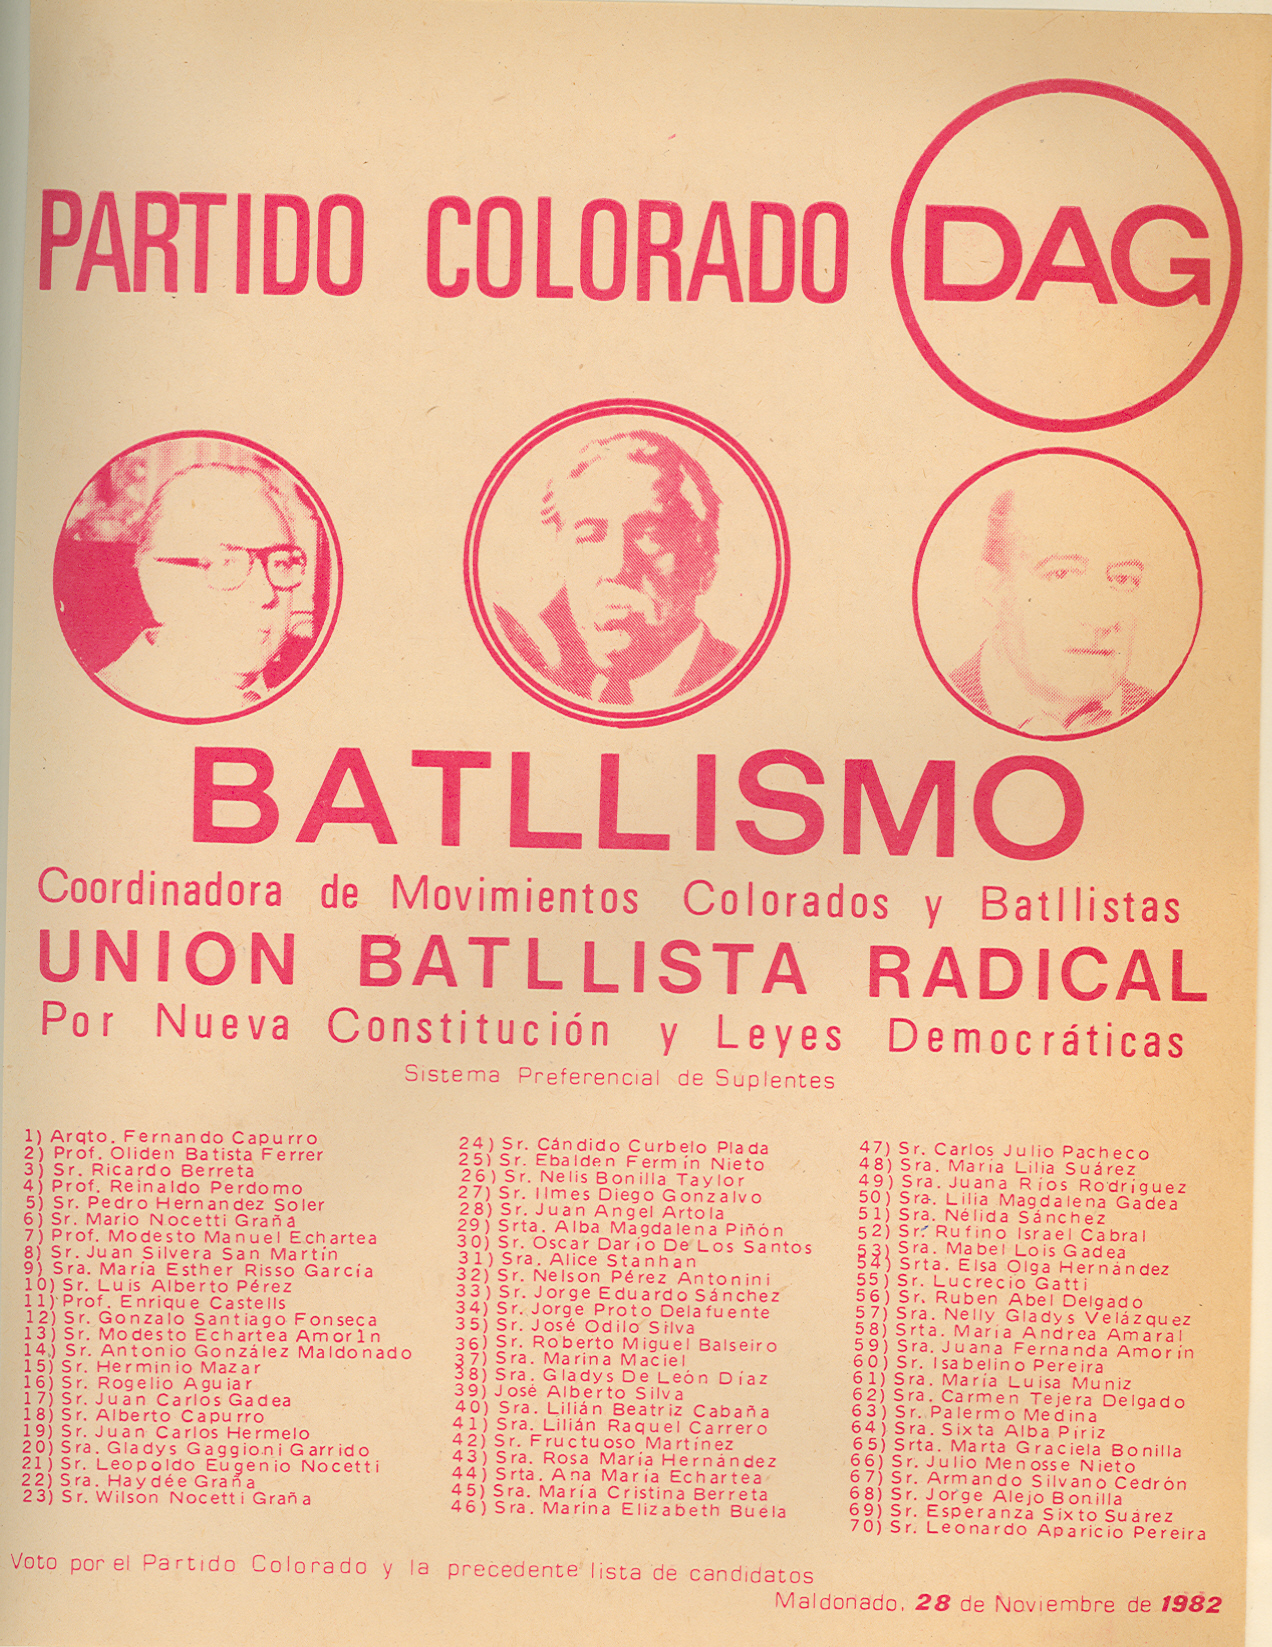 PARTIDO COLORADO DAG
BATLLISMO
Coordinadora de Movimientos Colorados y Batllistas
UNION BATLLISTA RADICAL
Por Nueva Constitución y Leyes Democráticas
Sistema Preferencial de Suplentes
1) Arqto. Fernando Capurro
2) Prof. Oliden Batista Ferrer
3) Sr. Ricardo Berreta
4) Prof. Reinaldo Perdomo
5) Sr. Pedro Hernandez Soler
6) Sr. Mario Nocetti Graña
7) Prof. Modesto Manuel Echartea
8) Sr. Juan Silvera San Martín
9) Sra. María Esther Risso García
10) Sr. Luis Alberto Pérez
11) Prof. Enrique Castells
12) Sr. Gonzalo Santiago Fonseca
13) Sr. Modesto Echartea Amorín
14) Sr. Antonio González Maldonado
15) Sr. Herminio Mazar
16) Sr. Rogelio Aguiar
17) Sr. Juan Carlos Gadea
18) Sr. Alberto Capurro
19) Sr. Juan Carlos Hermelo
20) Sra. Gladys Gaggioni Garrido
21) Sr. Leopoldo Eugenio Nocetti
22) Sra. Haydée Graña
23) Sr. Wilson Nocetti Graña
24) Sr. Cándido Curbelo Plada
25) Sr. Ebalden Fermín Nieto
26) Sr. Nelis Bonilla Taylor
27) Sr. Ilmes Diego Gonzalvo
28) Sr. Juan Angel Artola
29) Srta. Alba Magdalena Piñón
30) Sr. Oscar Darío De Los Santos
31) Sra. Alice Stanhan
32) Sr. Nelson Pérez Antonini
33) Sr. Jorge Eduardo Sánchez
34) Sr. Jorge Proto Delafuente
35) Sr. José Odilo Silva
36) Sr. Roberto Miguel Balseiro
37) Sra. Marina Maciel
38) Sra. Gladys De León Díaz
39) José Alberto Silva
40) Sra. Lilián Beatriz Cabaña
41) Sra. Lilián Raquel Carrero
42) Sr. Fructuoso Martínez
43) Sra. Rosa María Hernández
44) Srta. Ana María Echartea
45) Sra. María Cristina Berreta
46) Sra. Marina Elizabeth Buela
47) Sr. Carlos Julio Pacheco
48) Sra. María Lilia Suárez
49) Sra. Juana Ríos Rodríguez
50) Sra. Lilia Magdalena Gadea
51) Sra. Nélida Sánchez
52) Sr. Rufino Israel Cabral
53) Sra. Mabel Lois Gadea
54) Srta. Elsa Olga Hernández
55) Sr. Lucrecio Gatti
56) Sr. Ruben Abel Delgado
57) Sra. Nelly Gladys Velázquez
58) Srta. María Andrea Amaral
59) Sra. Juana Fernanda Amorín
60) Sr. Isabelino Pereira
61) Sra. María Luisa Muniz
62) Sra. Carmen Tejera Delgado
63) Sr. Palermo Medina
64) Sra. Sixta Alba Piriz
65) Srta. Marta Graciela Bonilla
66) Sr. Julio Menosse Nieto
67) Sr. Armando Silvano Cedrón
68) Sr. Jorge Alejo Bonilla
69) Sr. Esperanza Sixto Suárez
70) Sr. Leonardo Aparicio Pereira
Voto por el Partido Colorado y la precedente lista de candidatos
Maldonado, 28 de Noviembre de 1982